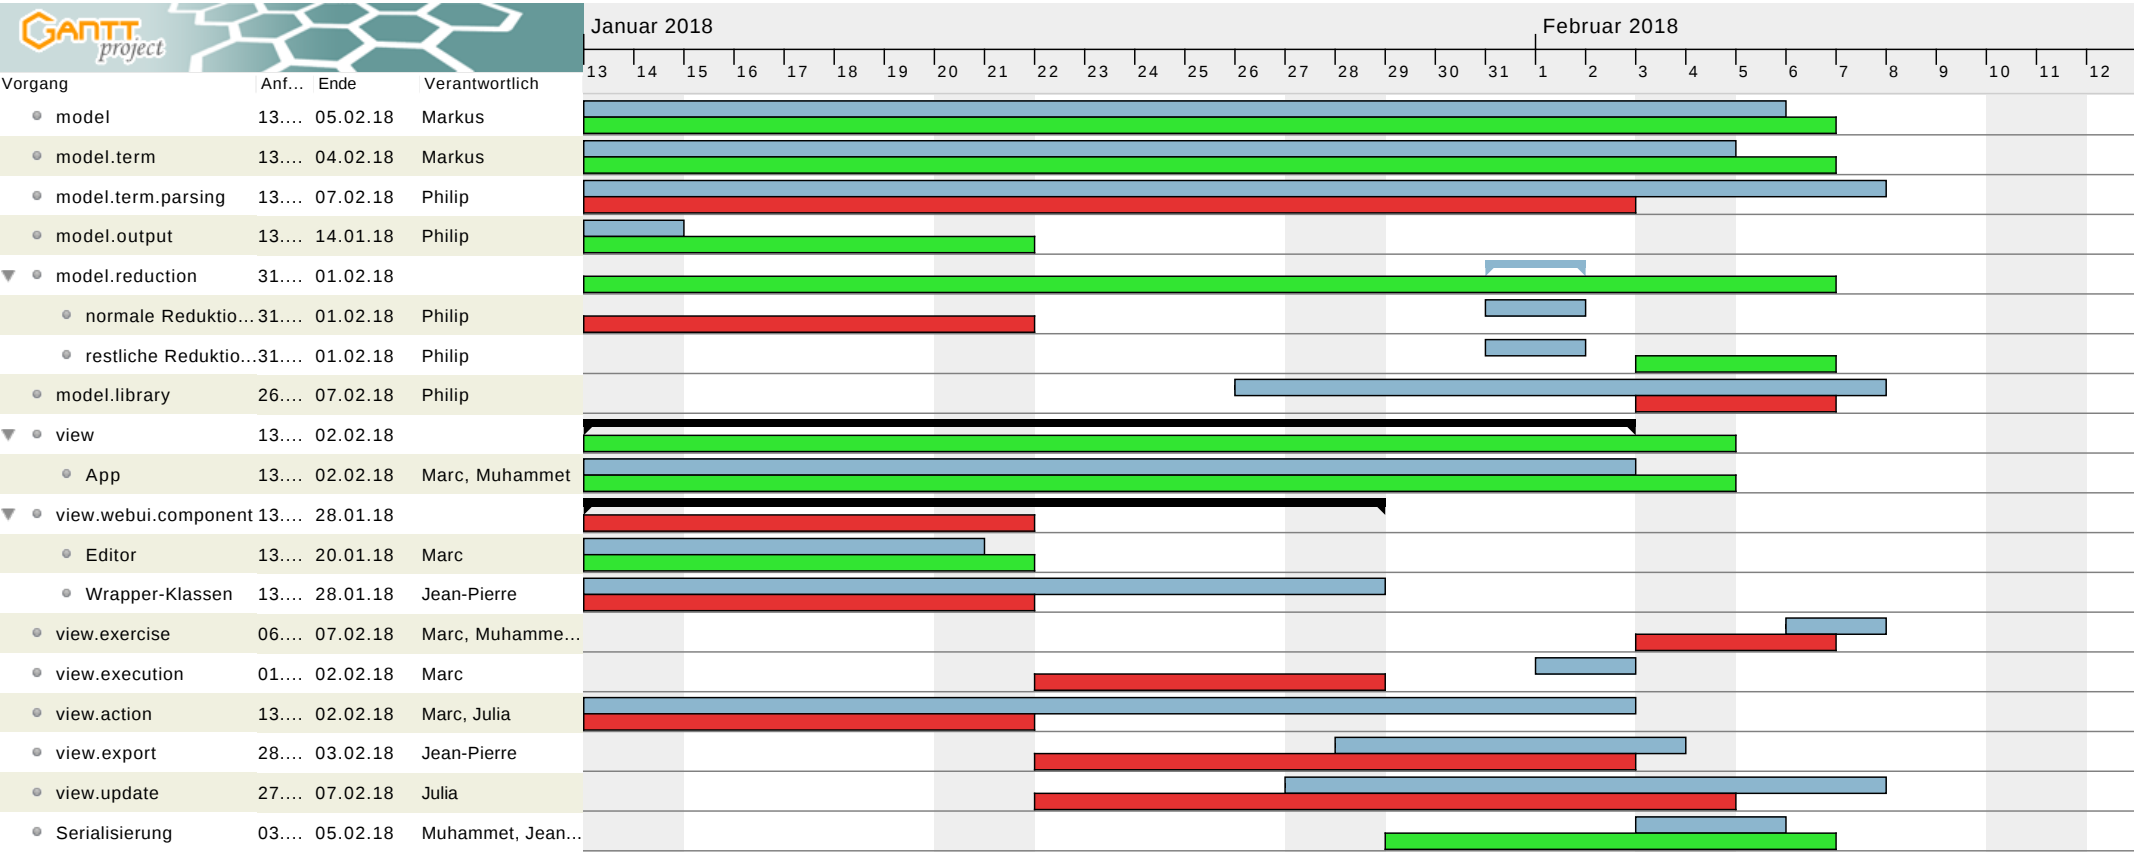 GANTT project
Januar 2018 Februar 2018
13 14 15 16 17 18 19 20 21 22 23 24 25 26 27 28 29 30 31 1 2 3 4 5 6 7 8 9 10 11 12
Vorgang Anf... Ende Verantwortlich
model 13.... 05.02.18 Markus
model.term 13.... 04.02.18 Markus
model.term.parsing 13.... 07.02.18 Philip
model.output 13.... 14.01.18 Philip
model.reduction 31.... 01.02.18
normale Reduktio... 31.... 01.02.18 Philip
restliche Reduktio... 31.... 01.02.18 Philip
model.library 26.... 07.02.18 Philip
view 13.... 02.02.18
App 13.... 02.02.18 Marc, Muhammet
view.webui.component 13.... 28.01.18
Editor 13.... 20.01.18 Marc
Wrapper-Klassen 13.... 28.01.18 Jean-Pierre
view.exercise 06.... 07.02.18 Marc, Muhamme...
view.execution 01.... 02.02.18 Marc
view.action 13.... 02.02.18 Marc, Julia
view.export 28.... 03.02.18 Jean-Pierre
view.update 27.... 07.02.18 Julia
Serialisierung 03.... 05.02.18 Muhammet, Jean...